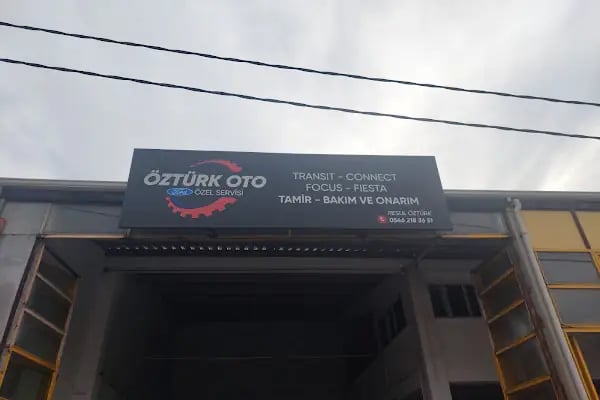 ÖZTÜRK OTO
Ford ÖZEL SERVİSİ
TRANSIT - CONNECT
FOCUS - FIESTA
TAMİR - BAKIM VE ONARIM
RESUL ÖZTÜRK
0546 218 36 51